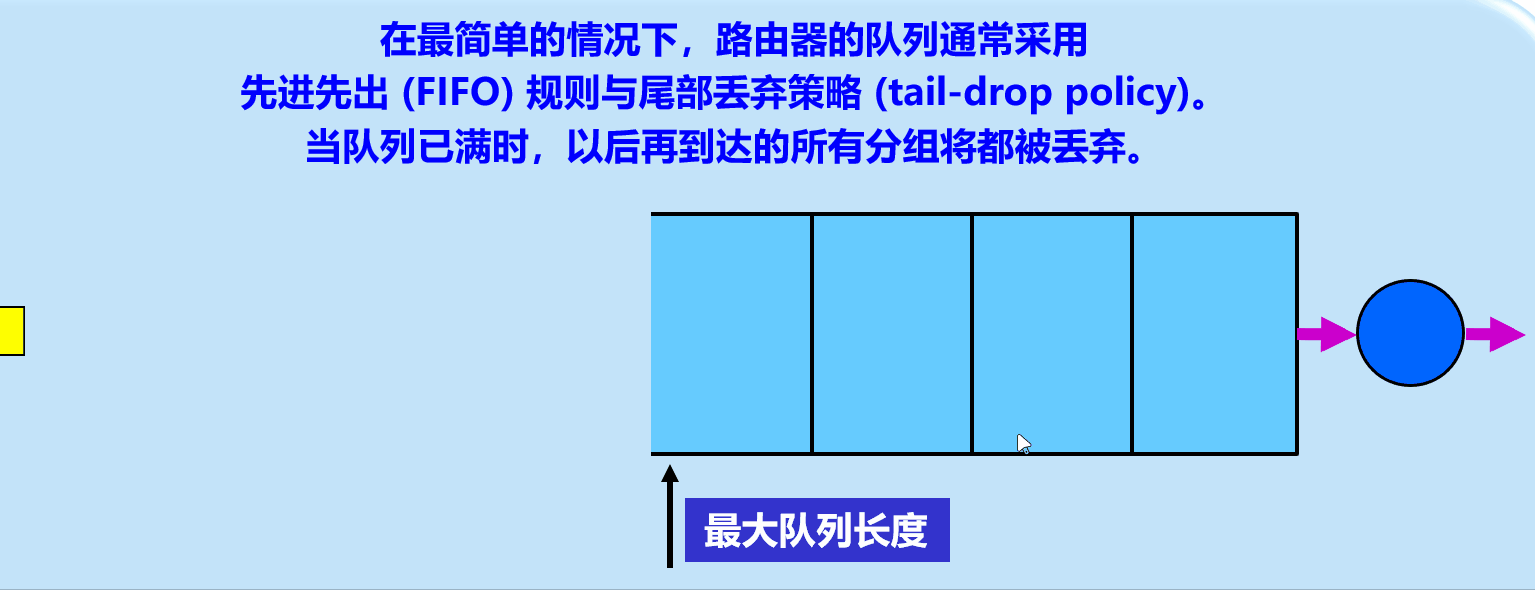 在最简单的情况下，路由器的队列通常采用
先进先出 (FIFO) 规则与尾部丢弃策略 (tail-drop policy)。
当队列已满时，以后再到达的所有分组将都被丢弃。
最大队列长度